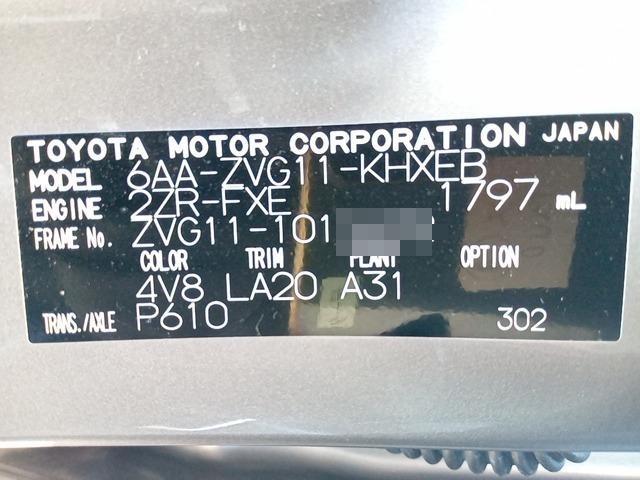 TOYOTA MOTOR CORPORATION JAPAN
MODEL 6AA-ZVG11-KHXEB
ENGINE 2ZR-FXE 1797 mL
FRAME No. ZVG11-101
COLOR TRIM PLANT OPTION
4V8 LA20 A31
TRANS./AXLE P610 302